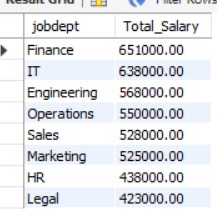 Result Grid Filter Rows
jobdept Total_Salary
Finance 651000.00
IT 638000.00
Engineering 568000.00
Operations 550000.00
Sales 528000.00
Marketing 525000.00
HR 438000.00
Legal 423000.00